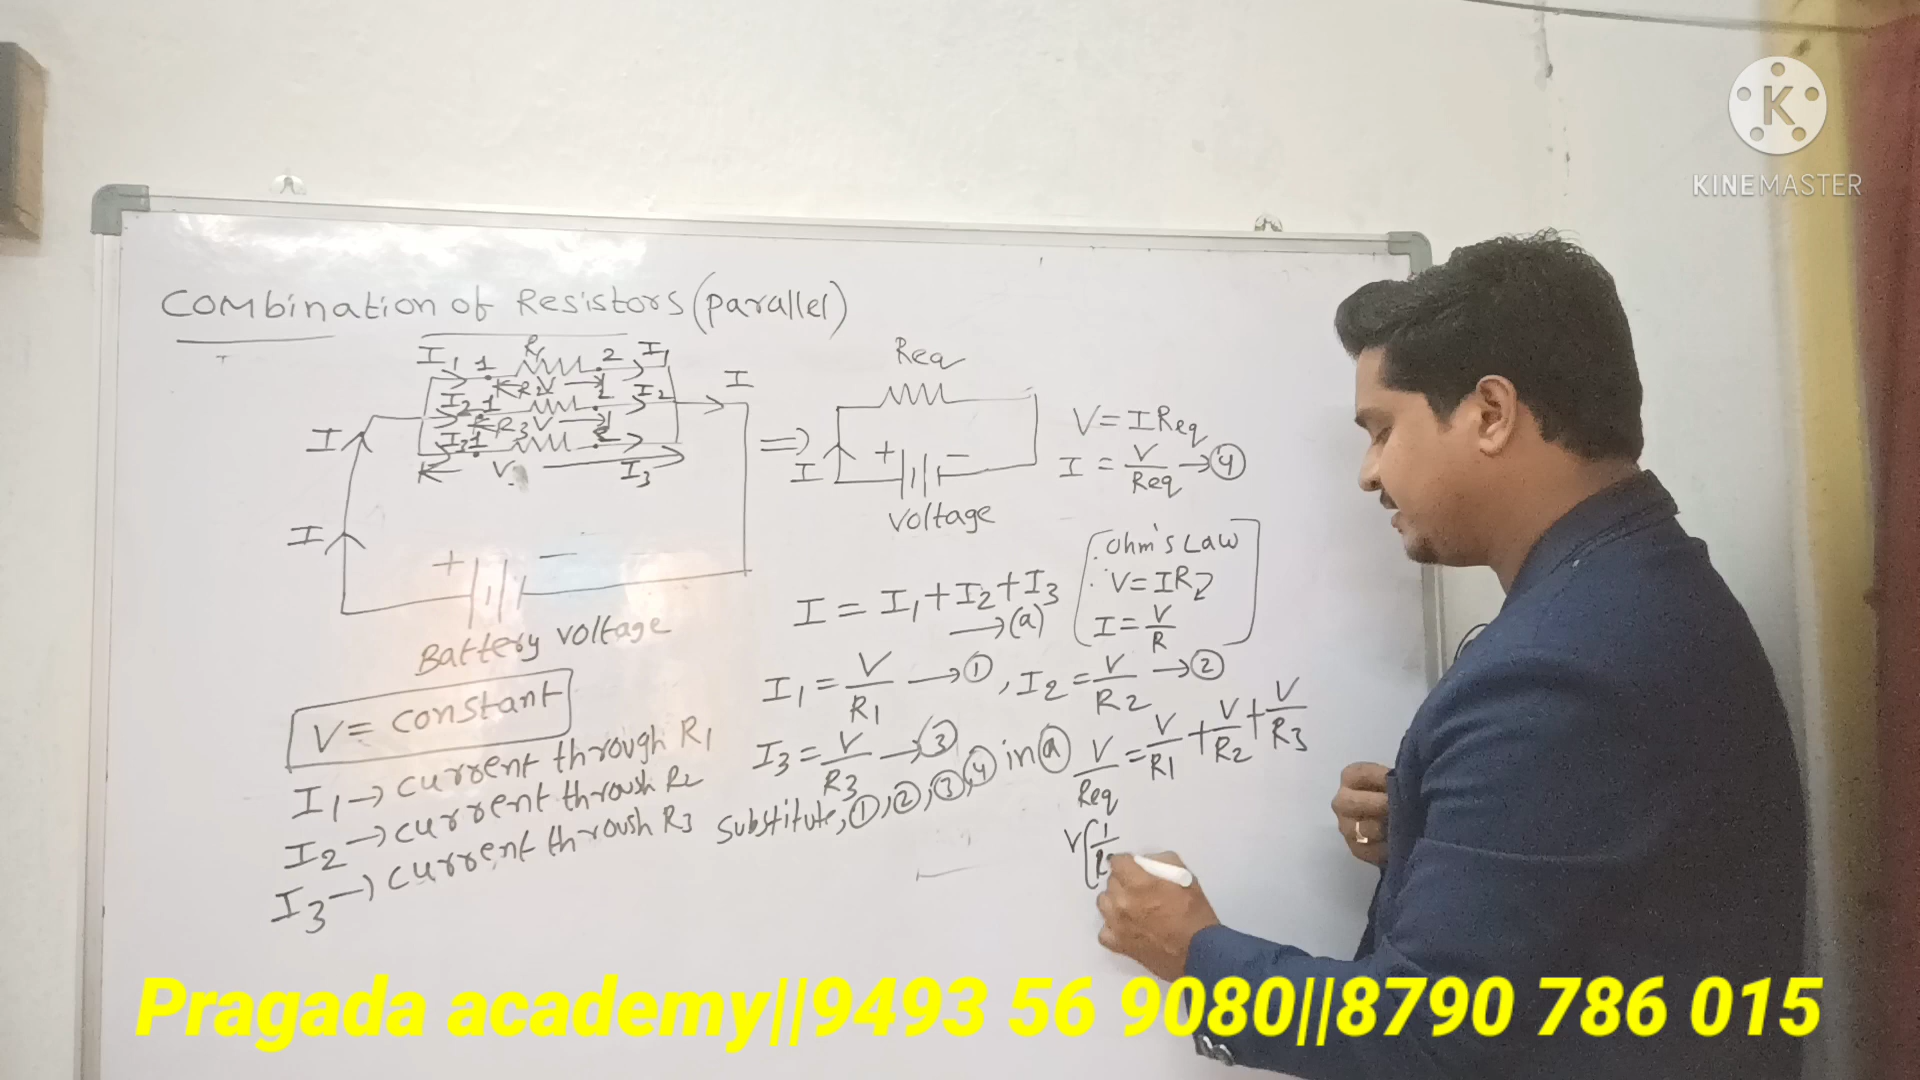 KINEMASTER
Combination of Resistors (parallel)
I1 1 R1 2 I1
K R2 V
I2 1 2 I2
K R3 V
I3 1 2
K V I3
I
I
I
+ −
Battery voltage
⇒
Req
I + −
voltage
V = IReq
I = V/Req → ④
Ohm's Law
∴ V = IR
I = V/R
I = I1 + I2 + I3
→ (a)
I1 = V/R1 → ①, I2 = V/R2 → ②
I3 = V/R3 → ③
V = constant
I1 → current through R1
I2 → current throush R2
I3 → current throush R3
substitute, ①, ②, ③, ④ in ⓐ
V/Req = V/R1 + V/R2 + V/R3
V[1/R
Pragada academy||9493 56 9080||8790 786 015